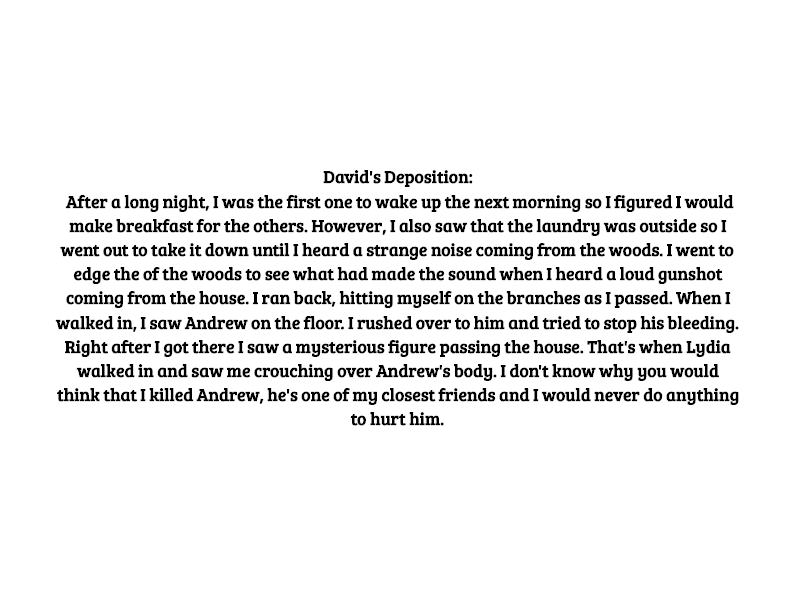 David's Deposition:
After a long night, I was the first one to wake up the next morning so I figured I would
make breakfast for the others. However, I also saw that the laundry was outside so I
went out to take it down until I heard a strange noise coming from the woods. I went to
edge the of the woods to see what had made the sound when I heard a loud gunshot
coming from the house. I ran back, hitting myself on the branches as I passed. When I
walked in, I saw Andrew on the floor. I rushed over to him and tried to stop his bleeding.
Right after I got there I saw a mysterious figure passing the house. That's when Lydia
walked in and saw me crouching over Andrew's body. I don't know why you would
think that I killed Andrew, he's one of my closest friends and I would never do anything
to hurt him.